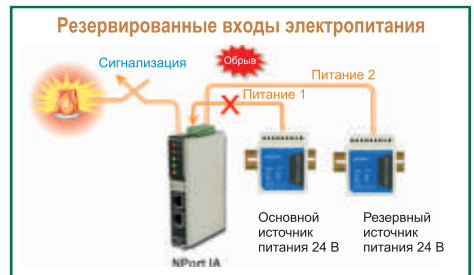 Резервированные входы электропитания
Сигнализация
Обрыв
Питание 2
Питание 1
Основной
источник
питания 24 В
Резервный
источник
питания 24 В
NPort IA